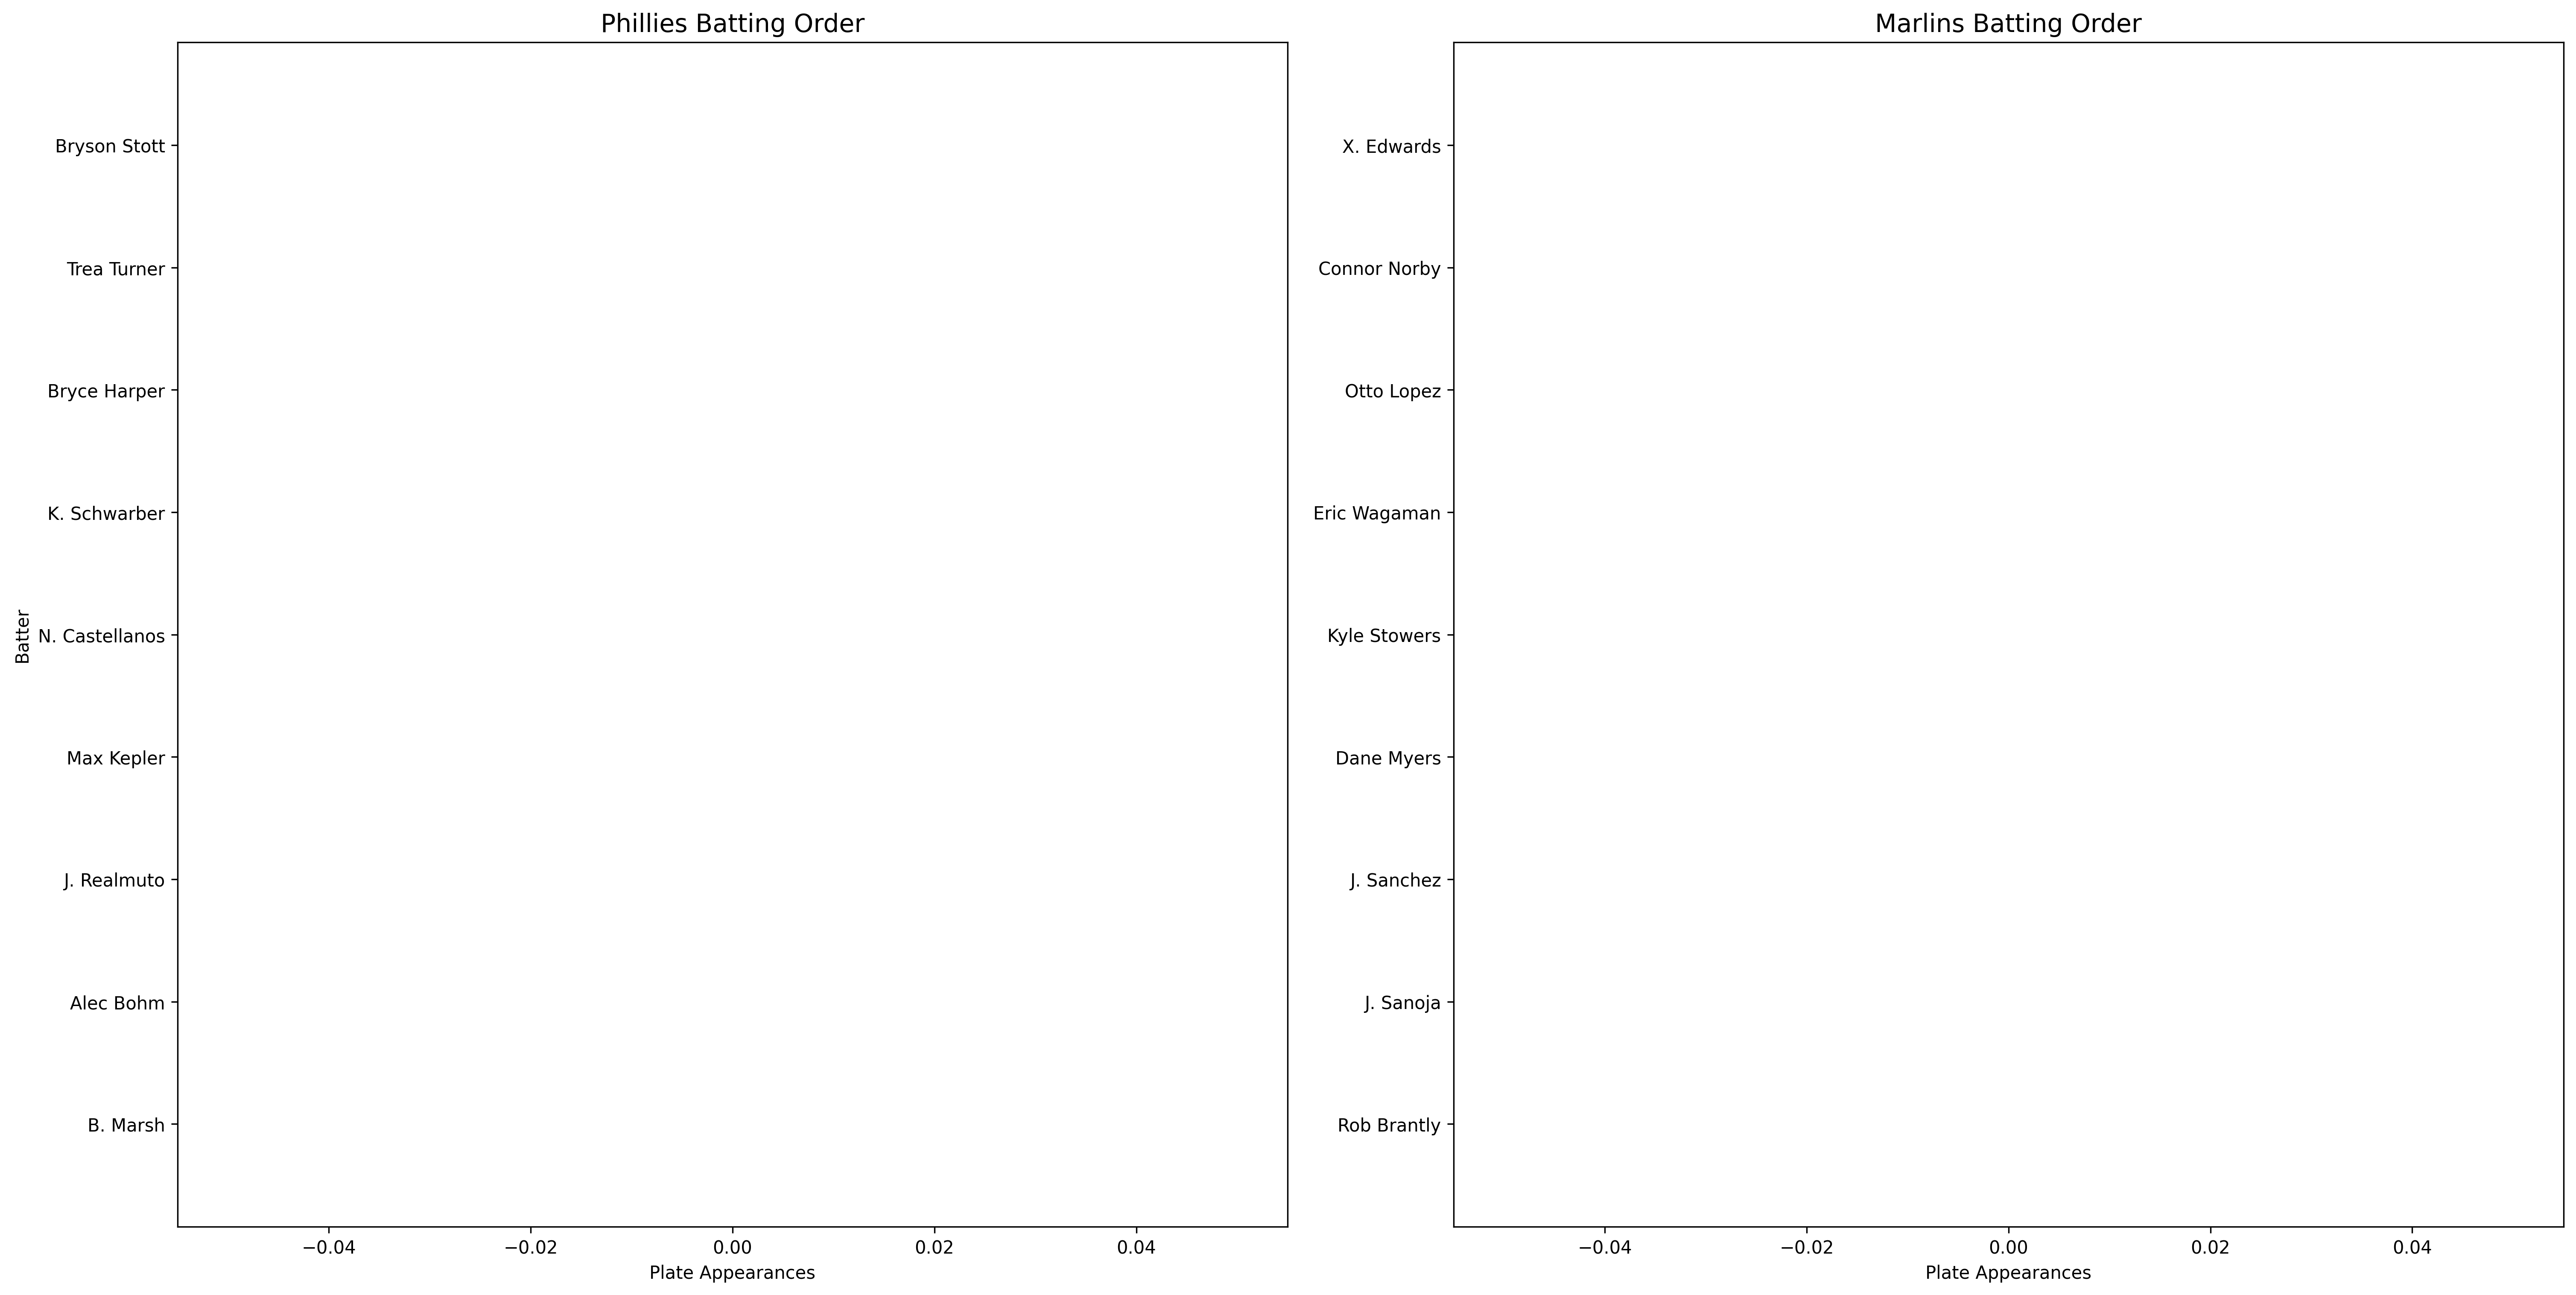 Phillies Batting Order
Batter
Bryson Stott
Trea Turner
Bryce Harper
K. Schwarber
N. Castellanos
Max Kepler
J. Realmuto
Alec Bohm
B. Marsh
−0.04 −0.02 0.00 0.02 0.04
Plate Appearances
Marlins Batting Order
X. Edwards
Connor Norby
Otto Lopez
Eric Wagaman
Kyle Stowers
Dane Myers
J. Sanchez
J. Sanoja
Rob Brantly
−0.04 −0.02 0.00 0.02 0.04
Plate Appearances